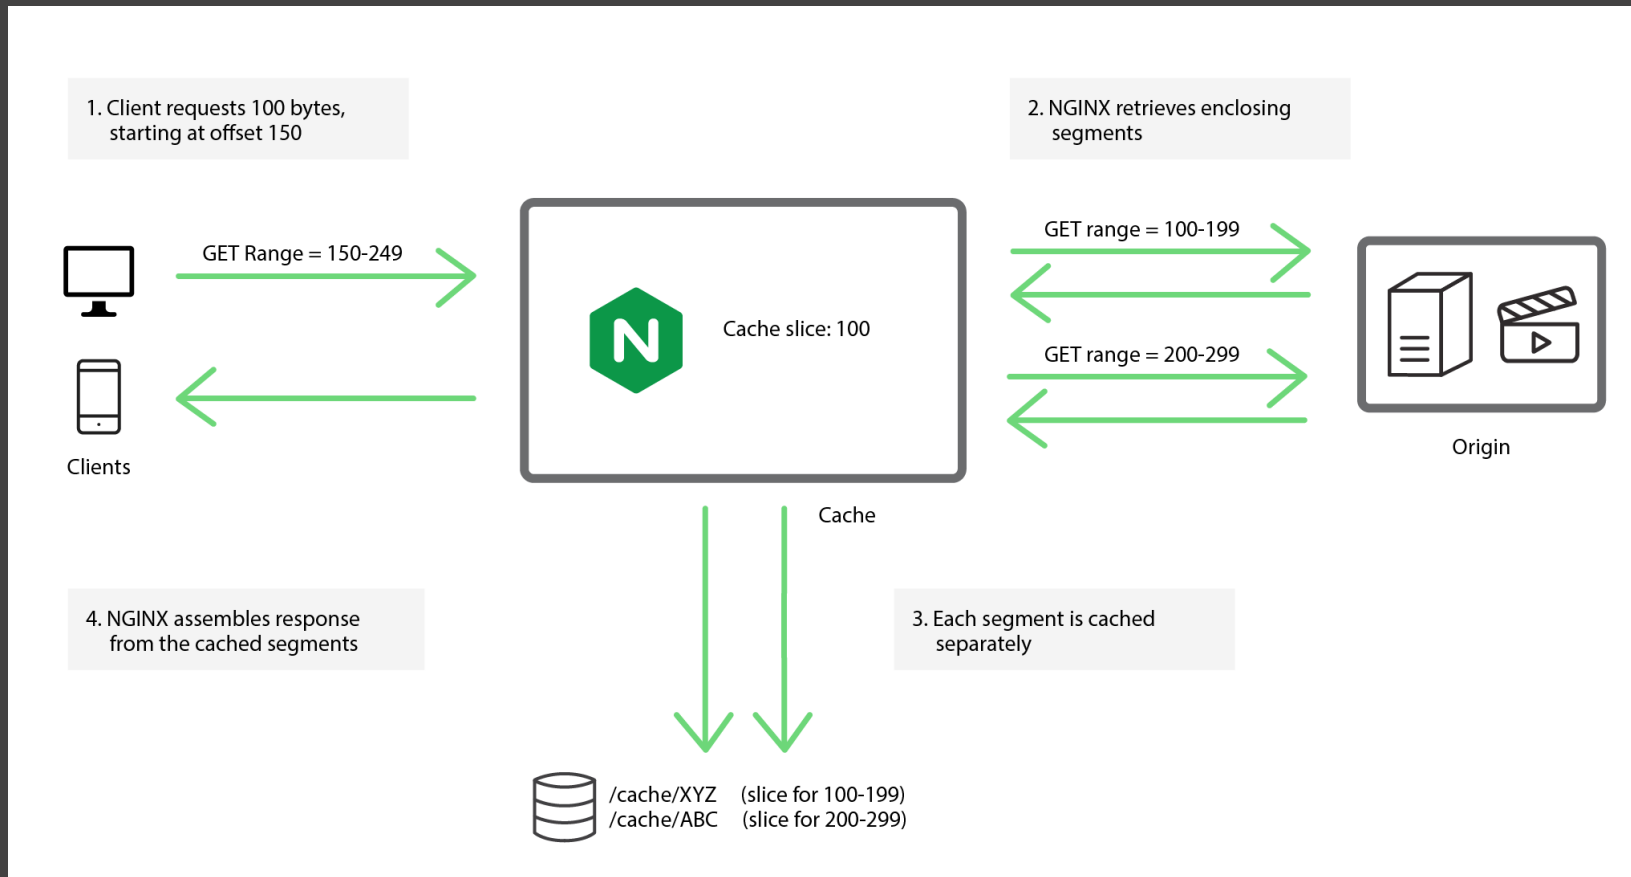 1. Client requests 100 bytes,
starting at offset 150
2. NGINX retrieves enclosing
segments
GET Range = 150-249
GET range = 100-199
N
Cache slice: 100
GET range = 200-299
Clients
Origin
Cache
4. NGINX assembles response
from the cached segments
3. Each segment is cached
separately
/cache/XYZ (slice for 100-199)
/cache/ABC (slice for 200-299)